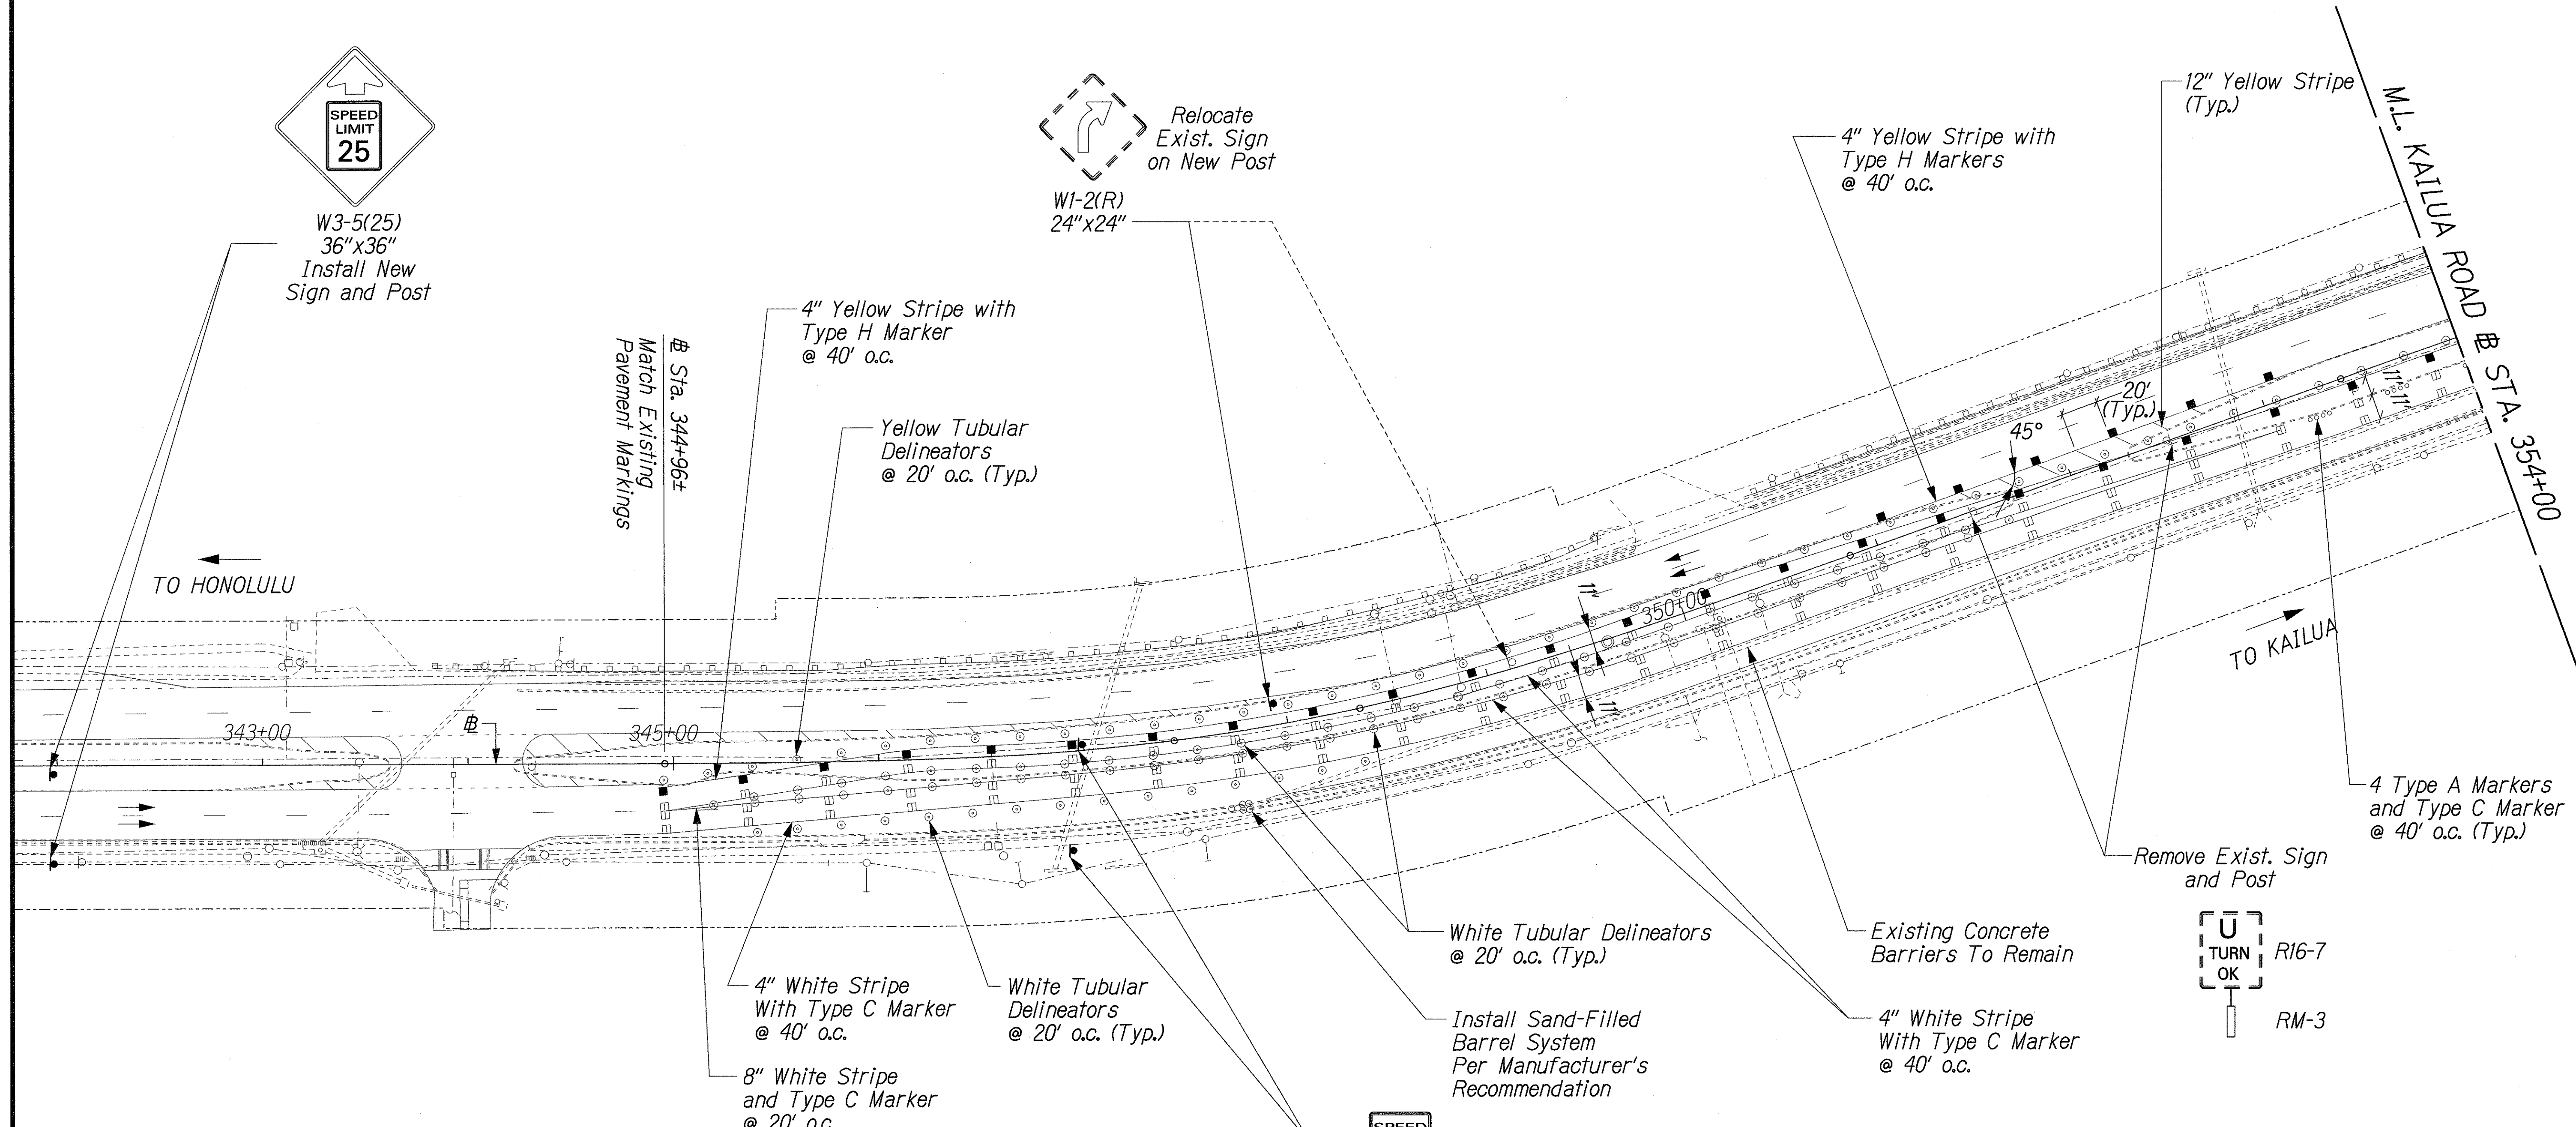 SPEED
LIMIT
25
W3-5(25)
36"x36"
Install New
Sign and Post
Relocate
Exist. Sign
on New Post
W1-2(R)
24"x24"
12" Yellow Stripe
(Typ.)
4" Yellow Stripe with
Type H Markers
@ 40' o.c.
M.L. KAILUA ROAD ℄ STA. 354+00
4" Yellow Stripe with
Type H Marker
@ 40' o.c.
℄ Sta. 344+96±
Match Existing
Pavement Markings
Yellow Tubular
Delineators
@ 20' o.c. (Typ.)
20'
(Typ.)
45°
11'
11'
TO HONOLULU
11'
11'
350+00
TO KAILUA
343+00
℄
345+00
4 Type A Markers
and Type C Marker
@ 40' o.c. (Typ.)
Remove Exist. Sign
and Post
U
TURN
OK
R16-7
RM-3
White Tubular Delineators
@ 20' o.c. (Typ.)
Existing Concrete
Barriers To Remain
4" White Stripe
With Type C Marker
@ 40' o.c.
White Tubular
Delineators
@ 20' o.c. (Typ.)
Install Sand-Filled
Barrel System
Per Manufacturer's
Recommendation
4" White Stripe
With Type C Marker
@ 40' o.c.
8" White Stripe
and Type C Marker
@ 20' o.c.
SPEED